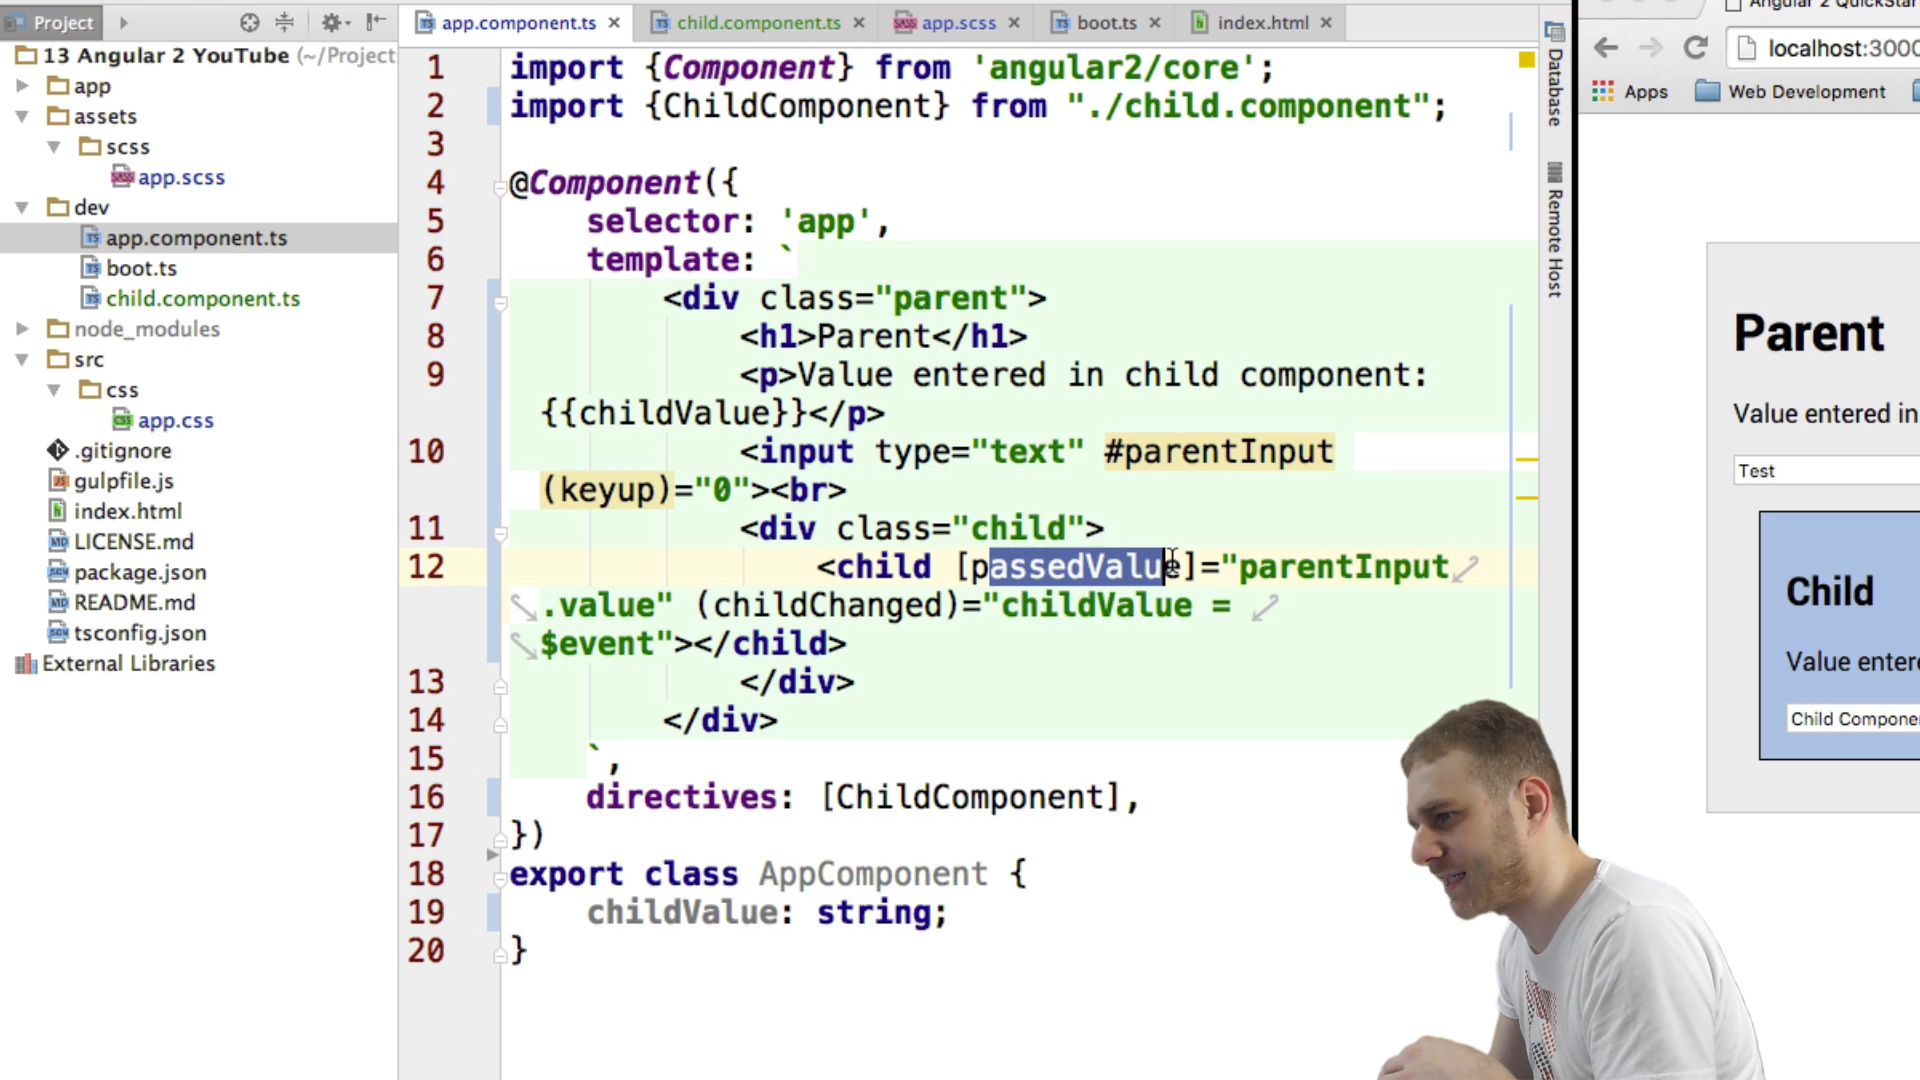 Project
13 Angular 2 YouTube (~/Project
app
assets
scss
app.scss
dev
app.component.ts
boot.ts
child.component.ts
node_modules
src
css
app.css
.gitignore
gulpfile.js
index.html
LICENSE.md
package.json
README.md
tsconfig.json
External Libraries
app.component.ts
child.component.ts
app.scss
boot.ts
index.html
1 import {Component} from 'angular2/core';
2 import {ChildComponent} from "./child.component";
3
4 @Component({
5 selector: 'app',
6 template: `
7 <div class="parent">
8 <h1>Parent</h1>
9 <p>Value entered in child component:
{{childValue}}</p>
10 <input type="text" #parentInput
(keyup)="0"><br>
11 <div class="child">
12 <child [passedValue]="parentInput
.value" (childChanged)="childValue =
$event"></child>
13 </div>
14 </div>
15 `,
16 directives: [ChildComponent],
17 })
18 export class AppComponent {
19 childValue: string;
20 }
Database
Remote Host
Angular 2 QuickStar
localhost:3000
Apps
Web Development
Parent
Value entered in
Test
Child
Value entere
Child Compone